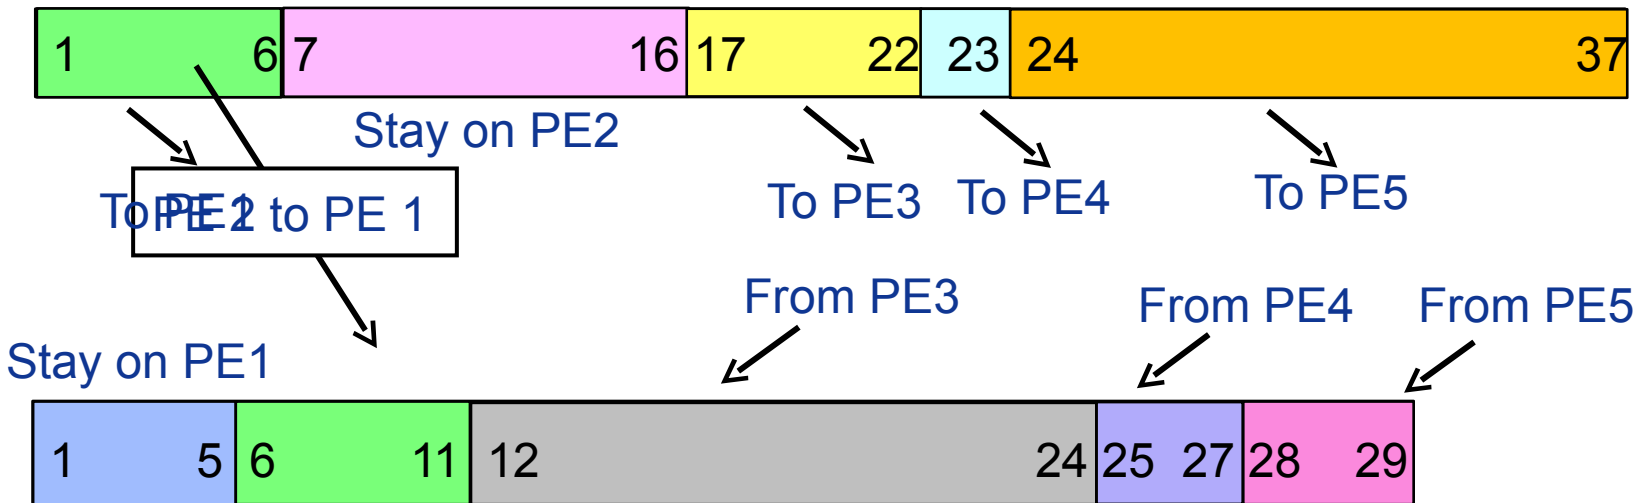 1 6 7 16 17 22 23 24 37
Stay on PE2
To PE3 To PE4 To PE5
To PE1
PE 2 to PE 1
From PE3 From PE4 From PE5
Stay on PE1
1 5 6 11 12 24 25 27 28 29